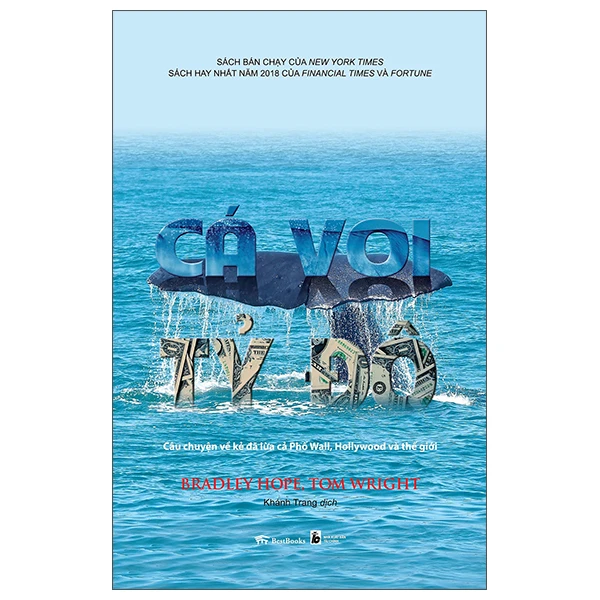 SÁCH BÁN CHẠY CỦA NEW YORK TIMES
SÁCH HAY NHẤT NĂM 2018 CỦA FINANCIAL TIMES VÀ FORTUNE
CÁ VOI
TỶ ĐÔ
Câu chuyện về kẻ đã lừa cả Phố Wall, Hollywood và thế giới
BRADLEY HOPE, TOM WRIGHT
Khánh Trang dịch
BestBooks